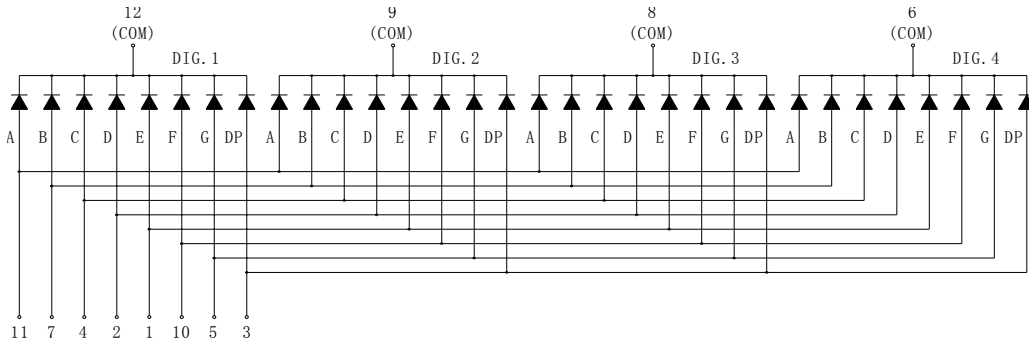 12 9 8 6
(COM) (COM) (COM) (COM)
DIG.1 DIG.2 DIG.3 DIG.4
A B C D E F G DP A B C D E F G DP A B C D E F G DP A B C D E F G DP
11 7 4 2 1 10 5 3